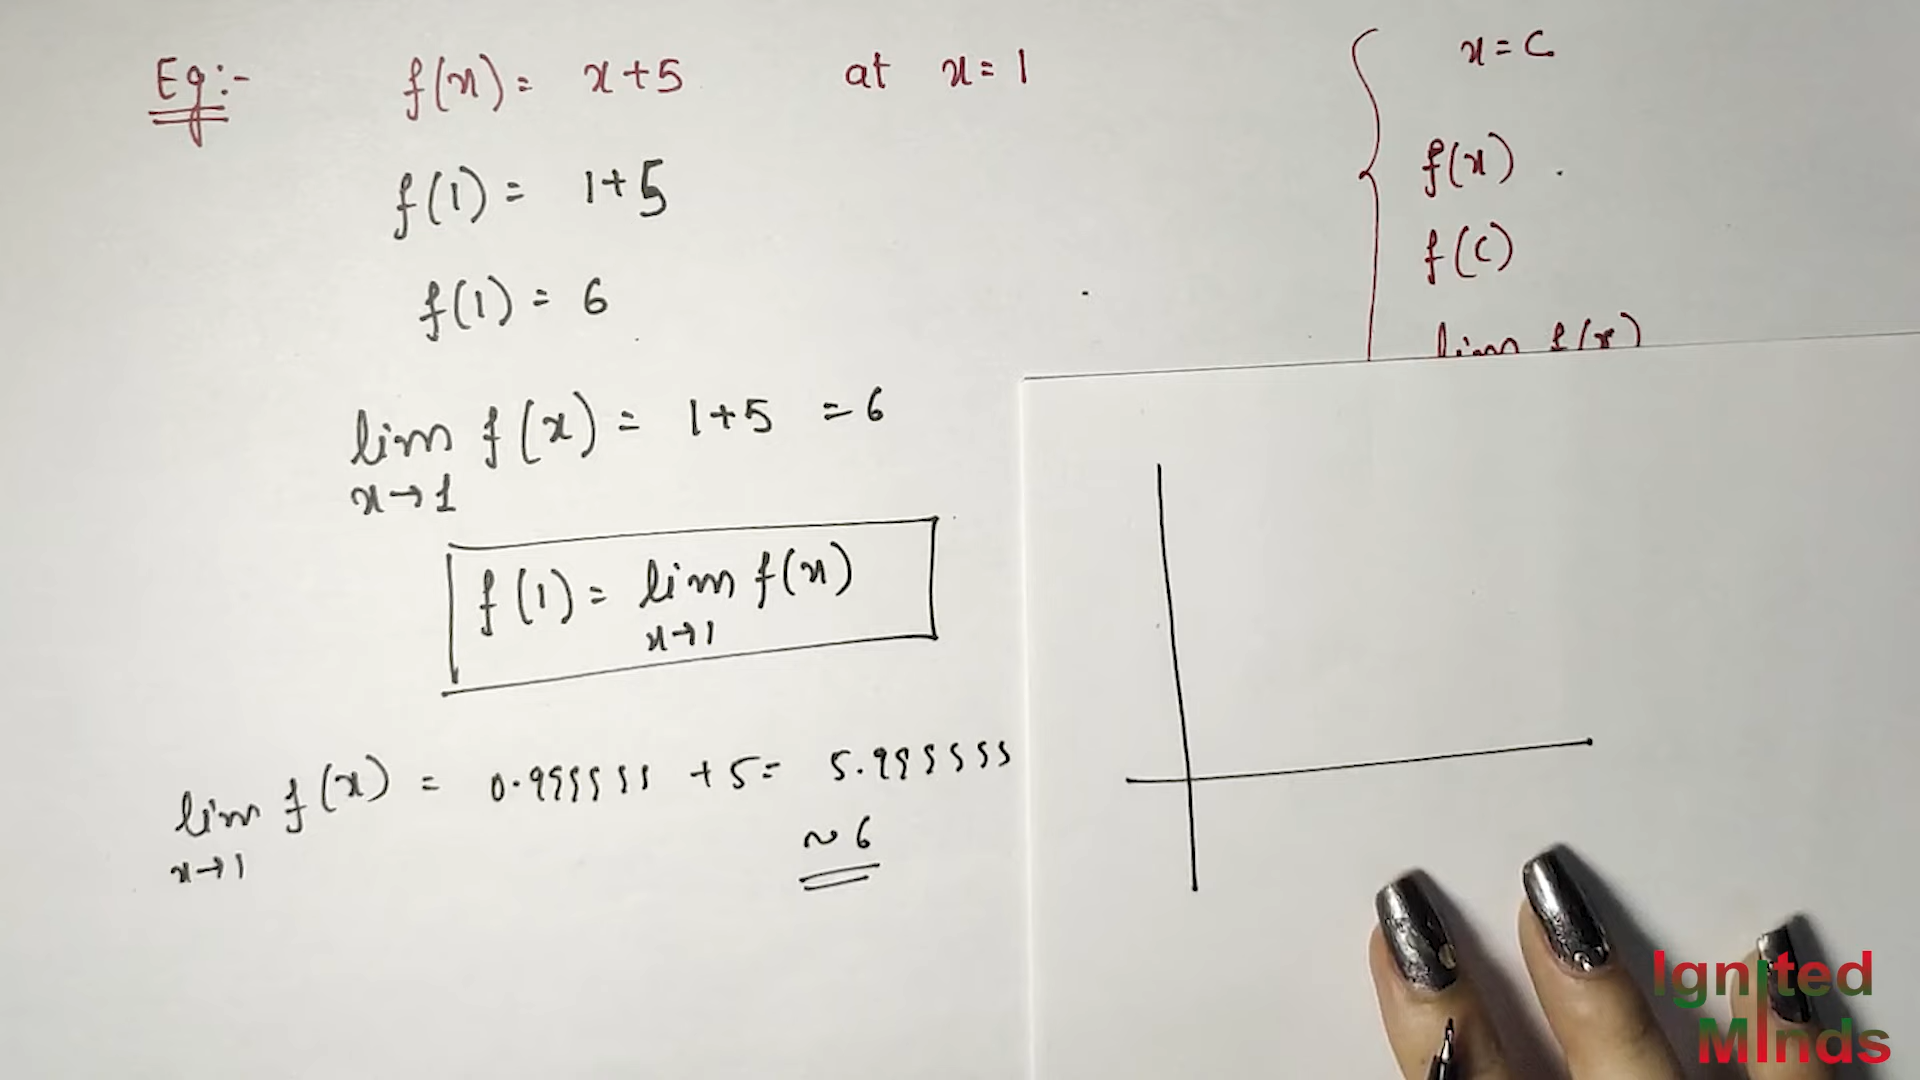 Eg:- f(x) = x+5 at x=1
f(1) = 1+5
f(1) = 6
lim f(x) = 1+5 = 6
x→1
f(1) = lim f(x)
x→1
lim f(x) = 0.999999 + 5 = 5.999999
x→1
~ 6
x=c
f(x) .
f(c)
lim f(x)
Ignited
Minds